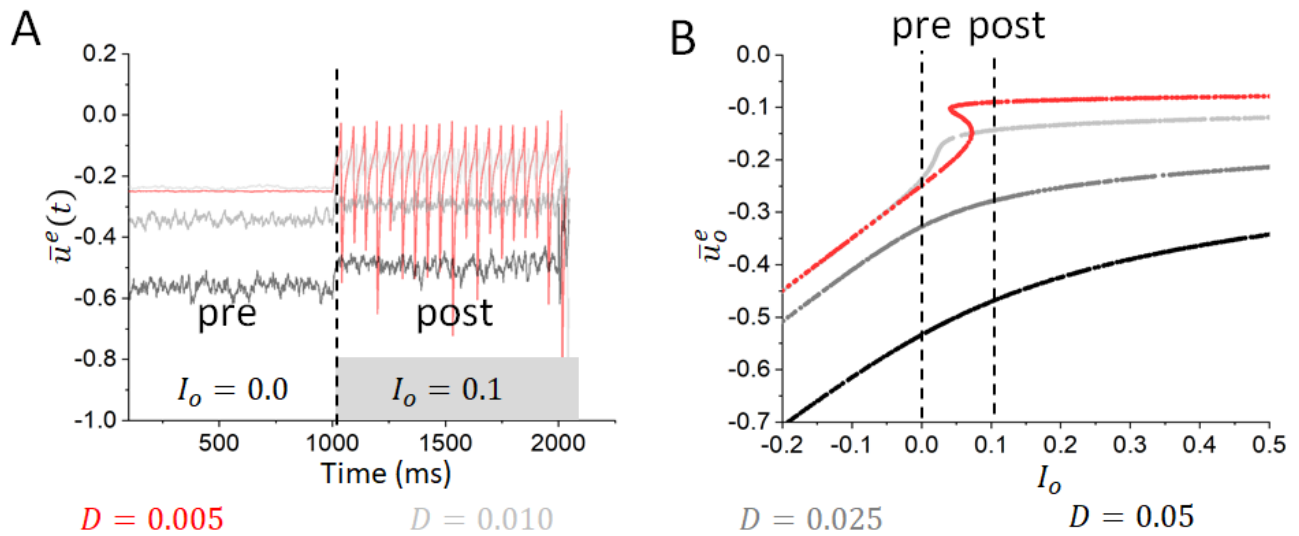 A
0.2
0.0
-0.2
-0.4
-0.6
-0.8
-1.0
ū^e(t)
pre
post
I_o = 0.0
I_o = 0.1
500
1000
1500
2000
Time (ms)
B
pre post
0.0
-0.1
-0.2
-0.3
-0.4
-0.5
-0.6
-0.7
ū_o^e
-0.2 -0.1 0.0 0.1 0.2 0.3 0.4 0.5
I_o
D = 0.005
D = 0.010
D = 0.025
D = 0.05